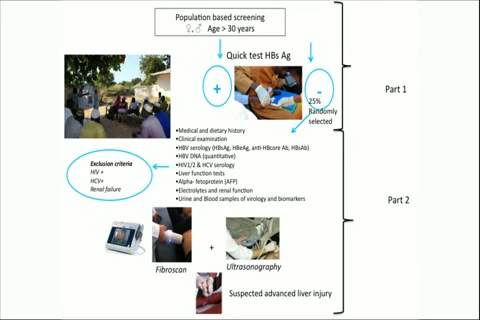 Population based screening
♀,♂ Age > 30 years
Quick test HBs Ag
+
-
25%
Randomly
selected
Part 1
•Medical and dietary history
•Clinical examination
•HBV serology (HBsAg, HBeAg, anti-HBcore Ab, HBsAb)
•HBV DNA (quantitative)
•HIV1/2 & HCV serology
•Liver function tests
•Alpha- fetoprotein (AFP)
•Electrolytes and renal function
•Urine and Blood samples of virology and biomarkers
Exclusion criteria
HIV +
HCV+
Renal failure
Part 2
Fibroscan
+
Ultrasonography
Suspected advanced liver injury